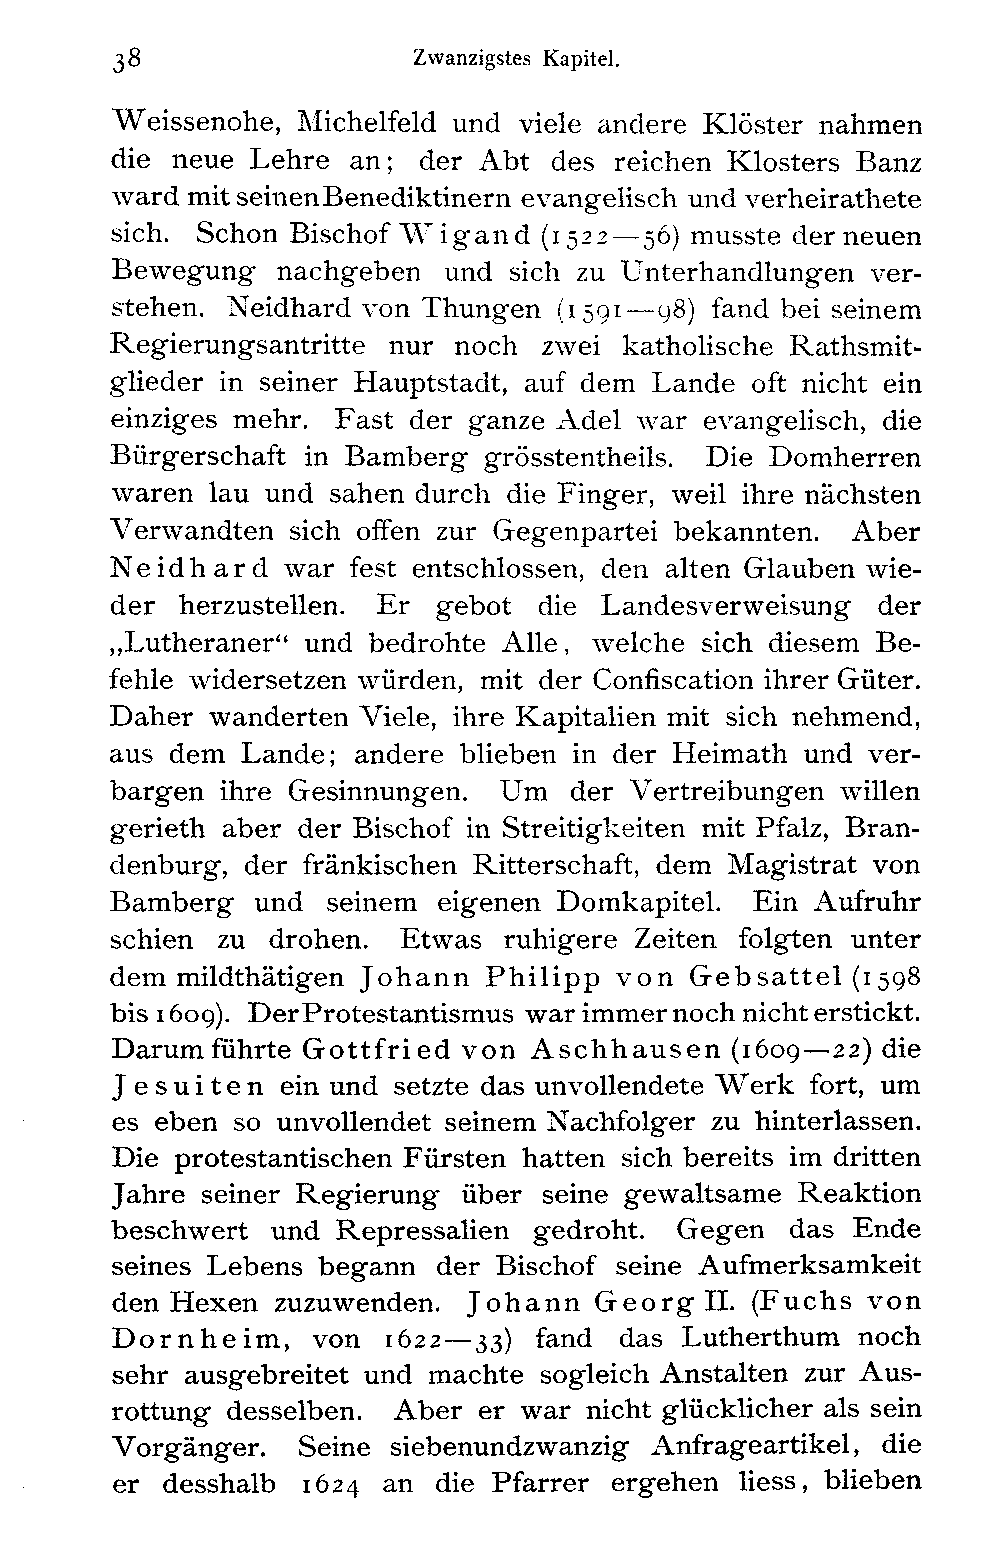 38 Zwanzigstes Kapitel.
Weissenohe, Michelfeld und viele andere Klöster nahmen
die neue Lehre an; der Abt des reichen Klosters Banz
ward mit seinen Benediktinern evangelisch und verheirathete
sich. Schon Bischof Wigand (1522—56) musste der neuen
Bewegung nachgeben und sich zu Unterhandlungen ver-
stehen. Neidhard von Thungen (1591—98) fand bei seinem
Regierungsantritte nur noch zwei katholische Rathsmit-
glieder in seiner Hauptstadt, auf dem Lande oft nicht ein
einziges mehr. Fast der ganze Adel war evangelisch, die
Bürgerschaft in Bamberg grösstentheils. Die Domherren
waren lau und sahen durch die Finger, weil ihre nächsten
Verwandten sich offen zur Gegenpartei bekannten. Aber
Neidhard war fest entschlossen, den alten Glauben wie-
der herzustellen. Er gebot die Landesverweisung der
„Lutheraner“ und bedrohte Alle, welche sich diesem Be-
fehle widersetzen würden, mit der Confiscation ihrer Güter.
Daher wanderten Viele, ihre Kapitalien mit sich nehmend,
aus dem Lande; andere blieben in der Heimath und ver-
bargen ihre Gesinnungen. Um der Vertreibungen willen
gerieth aber der Bischof in Streitigkeiten mit Pfalz, Bran-
denburg, der fränkischen Ritterschaft, dem Magistrat von
Bamberg und seinem eigenen Domkapitel. Ein Aufruhr
schien zu drohen. Etwas ruhigere Zeiten folgten unter
dem mildthätigen Johann Philipp von Gebsattel (1598
bis 1609). Der Protestantismus war immer noch nicht erstickt.
Darum führte Gottfried von Aschhausen (1609—22) die
Jesuiten ein und setzte das unvollendete Werk fort, um
es eben so unvollendet seinem Nachfolger zu hinterlassen.
Die protestantischen Fürsten hatten sich bereits im dritten
Jahre seiner Regierung über seine gewaltsame Reaktion
beschwert und Repressalien gedroht. Gegen das Ende
seines Lebens begann der Bischof seine Aufmerksamkeit
den Hexen zuzuwenden. Johann Georg II. (Fuchs von
Dornheim, von 1622—33) fand das Lutherthum noch
sehr ausgebreitet und machte sogleich Anstalten zur Aus-
rottung desselben. Aber er war nicht glücklicher als sein
Vorgänger. Seine siebenundzwanzig Anfrageartikel, die
er desshalb 1624 an die Pfarrer ergehen liess, blieben